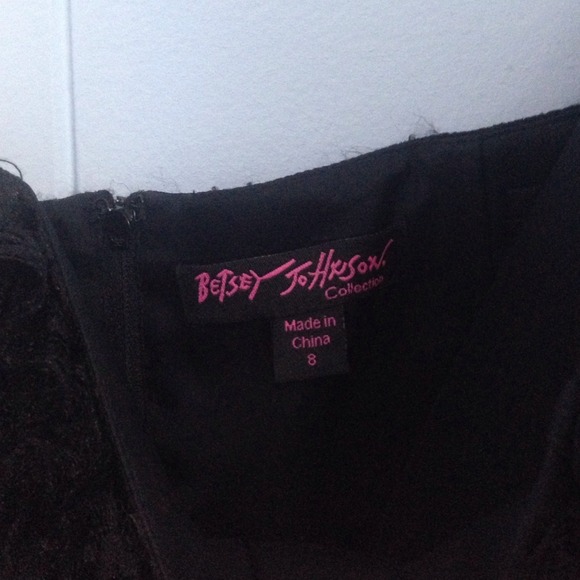 BETSEY JOHNSON.
Collection
Made in
China
8